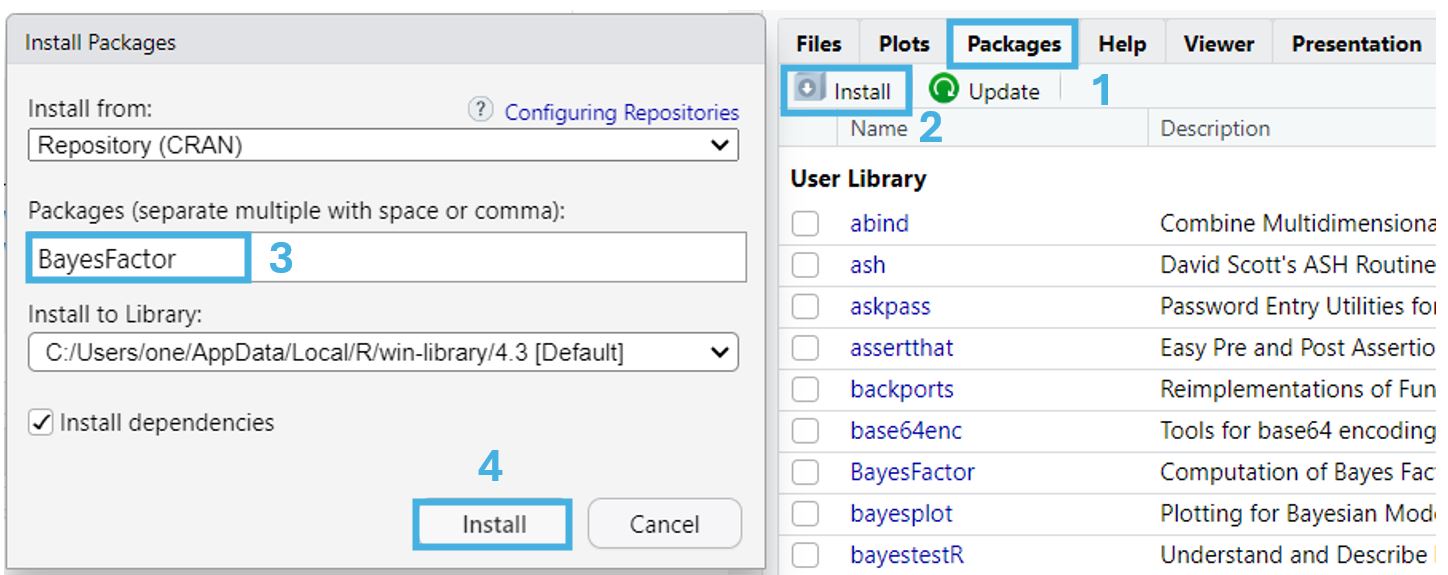 Install Packages
Install from:
? Configuring Repositories
Repository (CRAN)
Packages (separate multiple with space or comma):
BayesFactor 3
Install to Library:
C:/Users/one/AppData/Local/R/win-library/4.3 [Default]
Install dependencies
4
Install Cancel
Files Plots Packages Help Viewer Presentation
Install Update 1
Name 2 Description
User Library
abind Combine Multidimensiona
ash David Scott's ASH Routine
askpass Password Entry Utilities for
assertthat Easy Pre and Post Assertio
backports Reimplementations of Fun
base64enc Tools for base64 encoding
BayesFactor Computation of Bayes Fac
bayesplot Plotting for Bayesian Mode
bayestestR Understand and Describe